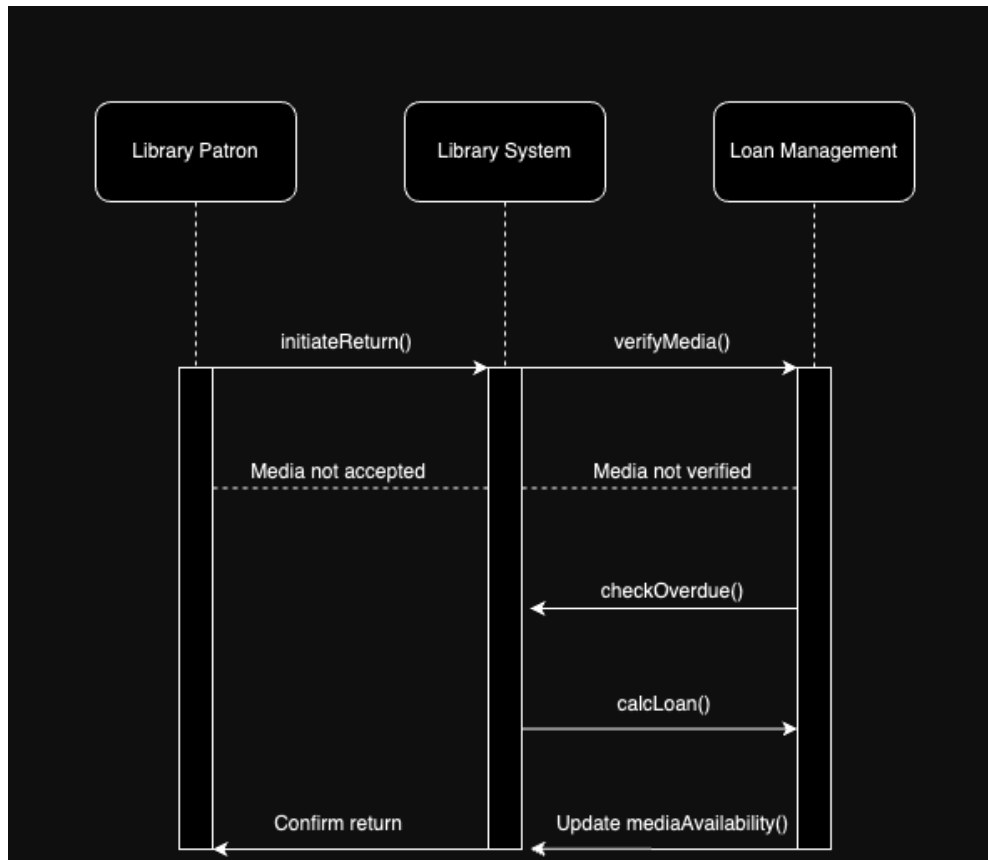 Library Patron
Library System
Loan Management
initiateReturn()
verifyMedia()
Media not accepted
Media not verified
checkOverdue()
calcLoan()
Confirm return
Update mediaAvailability()